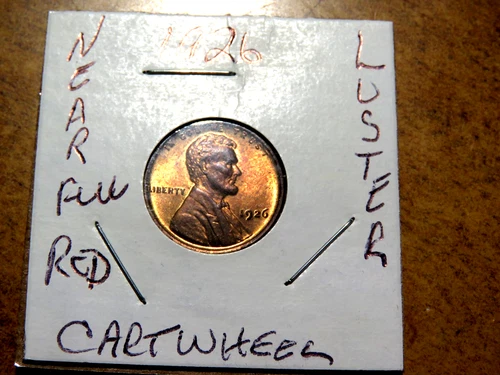 1926
NEAR
FULL
RED
LUSTER
CARTWHEEL
LIBERTY
1926